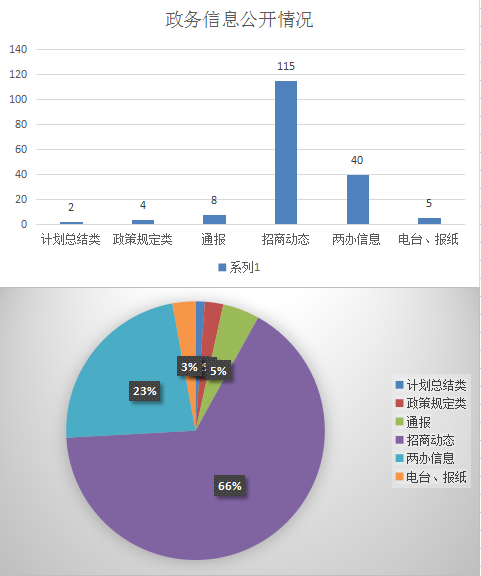 政务信息公开情况
140
120
100
80
60
40
20
0
2
4
8
115
40
5
计划总结类
政策规定类
通报
招商动态
两办信息
电台、报纸
系列1
3%
5%
23%
66%
计划总结类
政策规定类
通报
招商动态
两办信息
电台、报纸